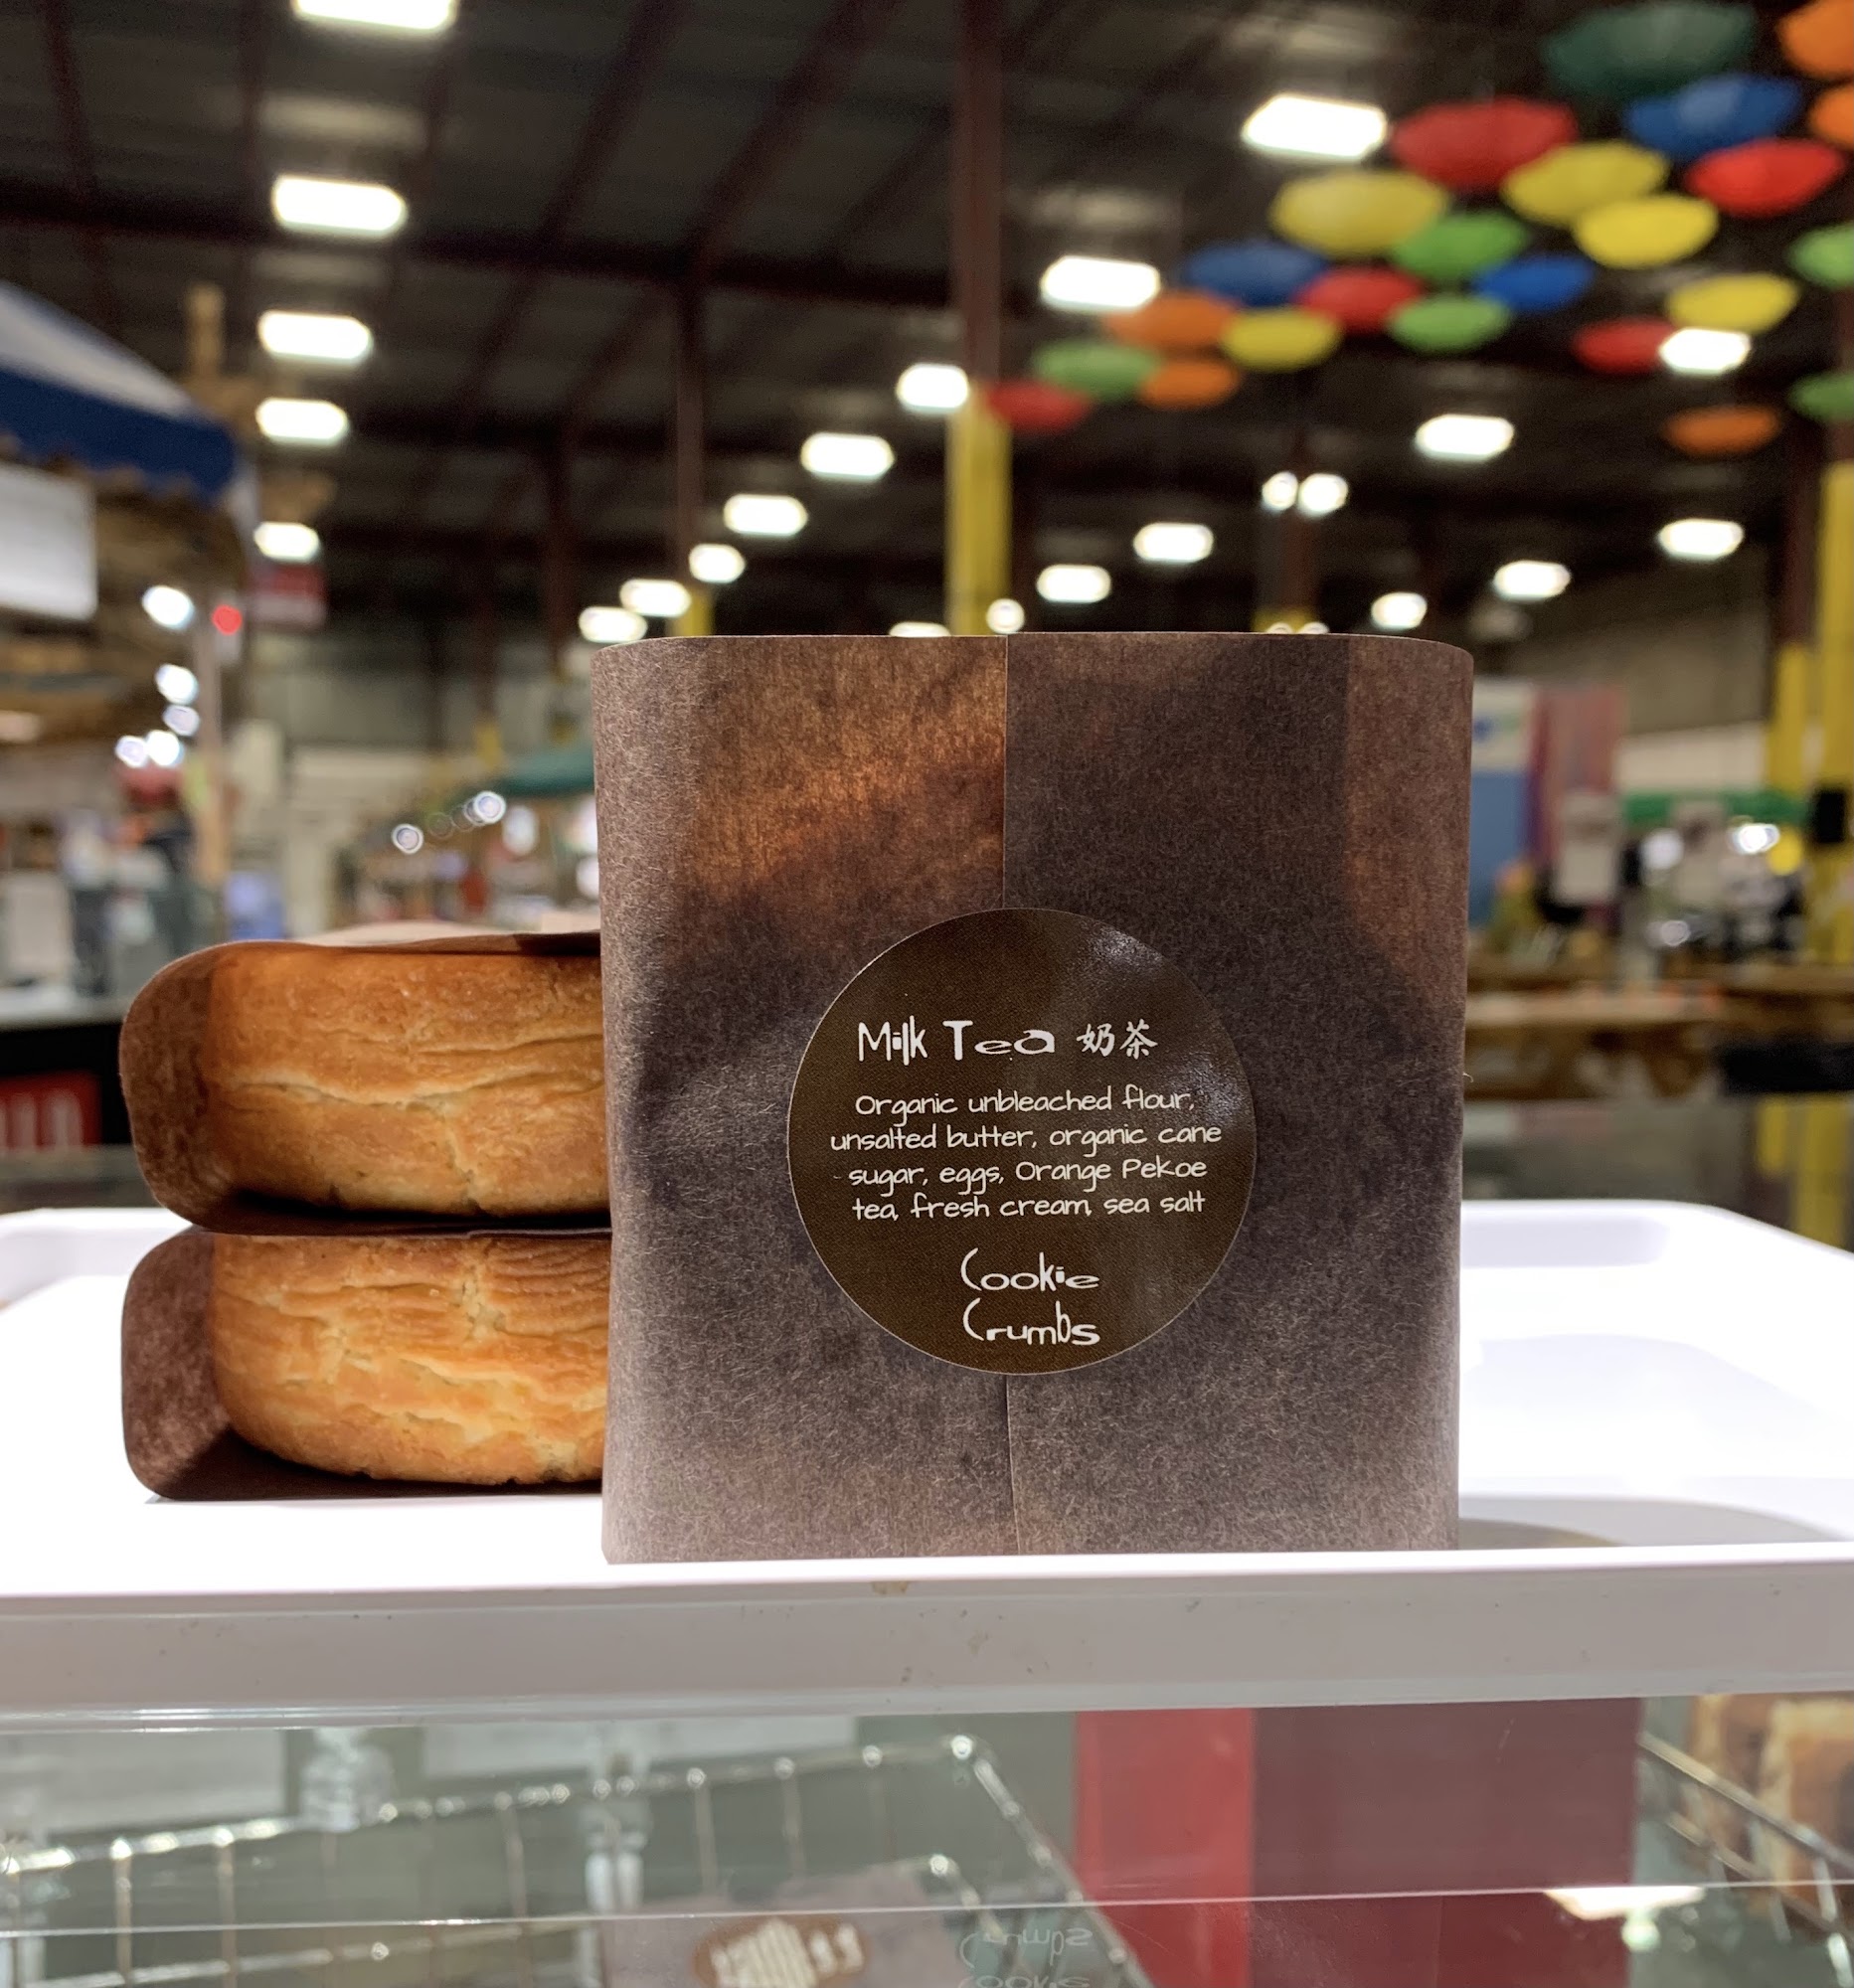 Milk Tea 奶茶
Organic unbleached flour,
unsalted butter, organic cane
sugar, eggs, Orange Pekoe
tea, fresh cream, sea salt
Cookie
Crumbs